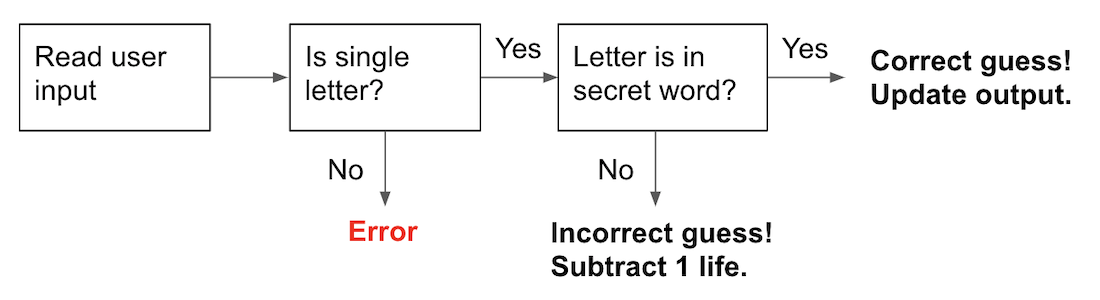 Read user
input
Is single
letter?
Yes
Letter is in
secret word?
Yes
Correct guess!
Update output.
No
Error
No
Incorrect guess!
Subtract 1 life.